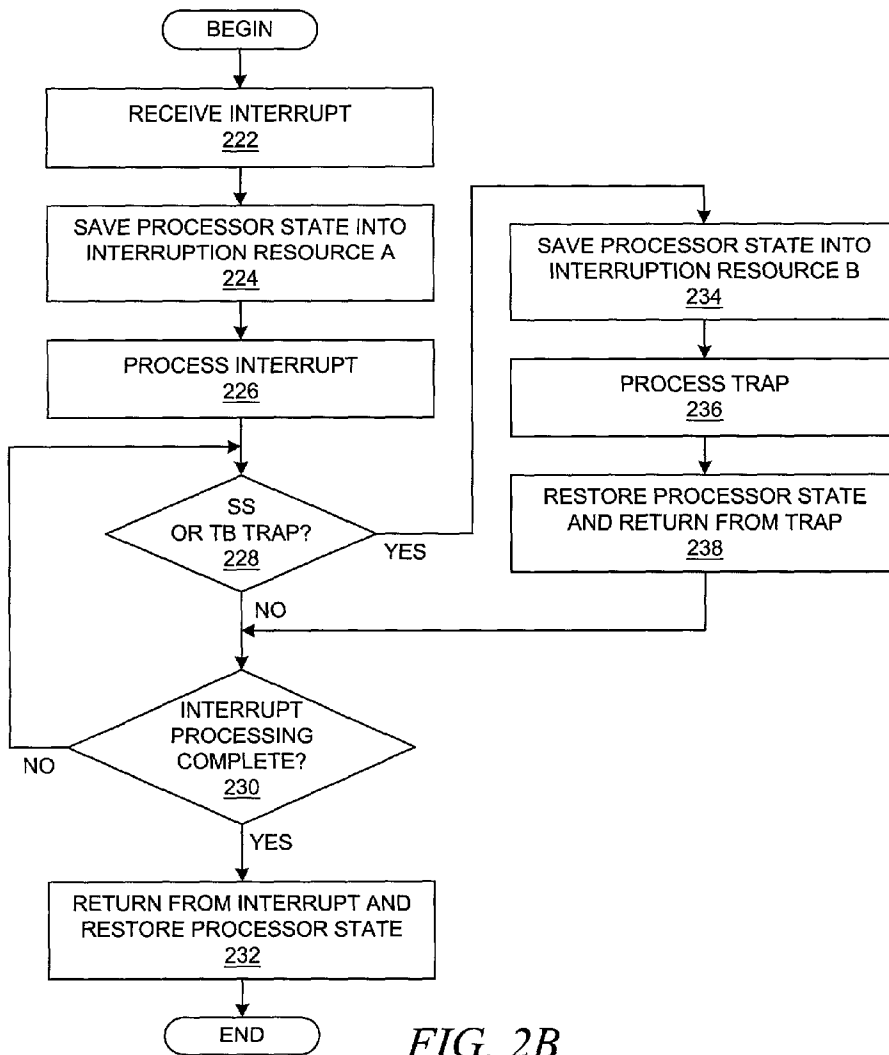 BEGIN
RECEIVE INTERRUPT
222
SAVE PROCESSOR STATE INTO
INTERRUPTION RESOURCE A
224
PROCESS INTERRUPT
226
SS
OR TB TRAP?
228
YES
NO
SAVE PROCESSOR STATE INTO
INTERRUPTION RESOURCE B
234
PROCESS TRAP
236
RESTORE PROCESSOR STATE
AND RETURN FROM TRAP
238
INTERRUPT
PROCESSING
COMPLETE?
230
NO
YES
RETURN FROM INTERRUPT AND
RESTORE PROCESSOR STATE
232
END
FIG. 2B